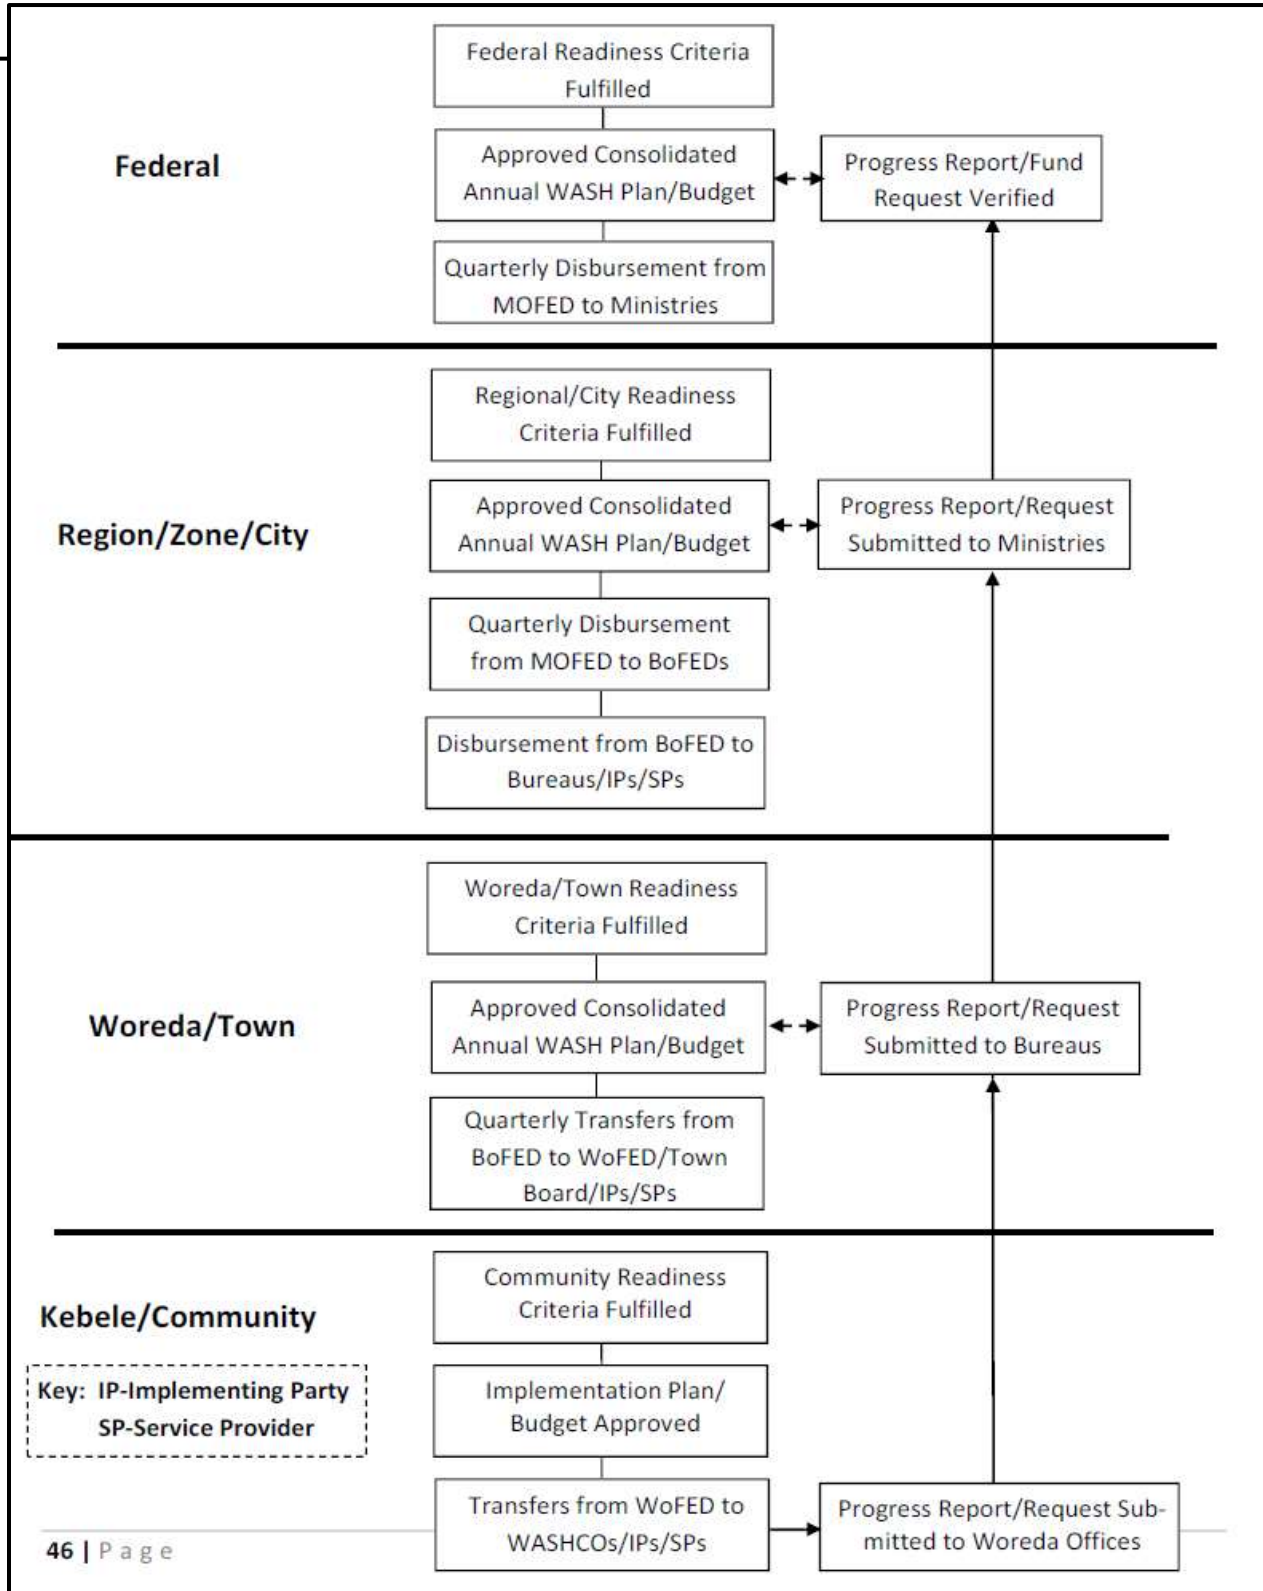 Federal Readiness Criteria
Fulfilled
Federal
Approved Consolidated
Annual WASH Plan/Budget
Progress Report/Fund
Request Verified
Quarterly Disbursement from
MOFED to Ministries
Regional/City Readiness
Criteria Fulfilled
Region/Zone/City
Approved Consolidated
Annual WASH Plan/Budget
Progress Report/Request
Submitted to Ministries
Quarterly Disbursement
from MOFED to BoFEDs
Disbursement from BoFED to
Bureaus/IPs/SPs
Woreda/Town Readiness
Criteria Fulfilled
Woreda/Town
Approved Consolidated
Annual WASH Plan/Budget
Progress Report/Request
Submitted to Bureaus
Quarterly Transfers from
BoFED to WoFED/Town
Board/IPs/SPs
Community Readiness
Criteria Fulfilled
Kebele/Community
Key: IP-Implementing Party
SP-Service Provider
Implementation Plan/
Budget Approved
Transfers from WoFED to
WASHCOs/IPs/SPs
Progress Report/Request Sub-
mitted to Woreda Offices
46 | Page